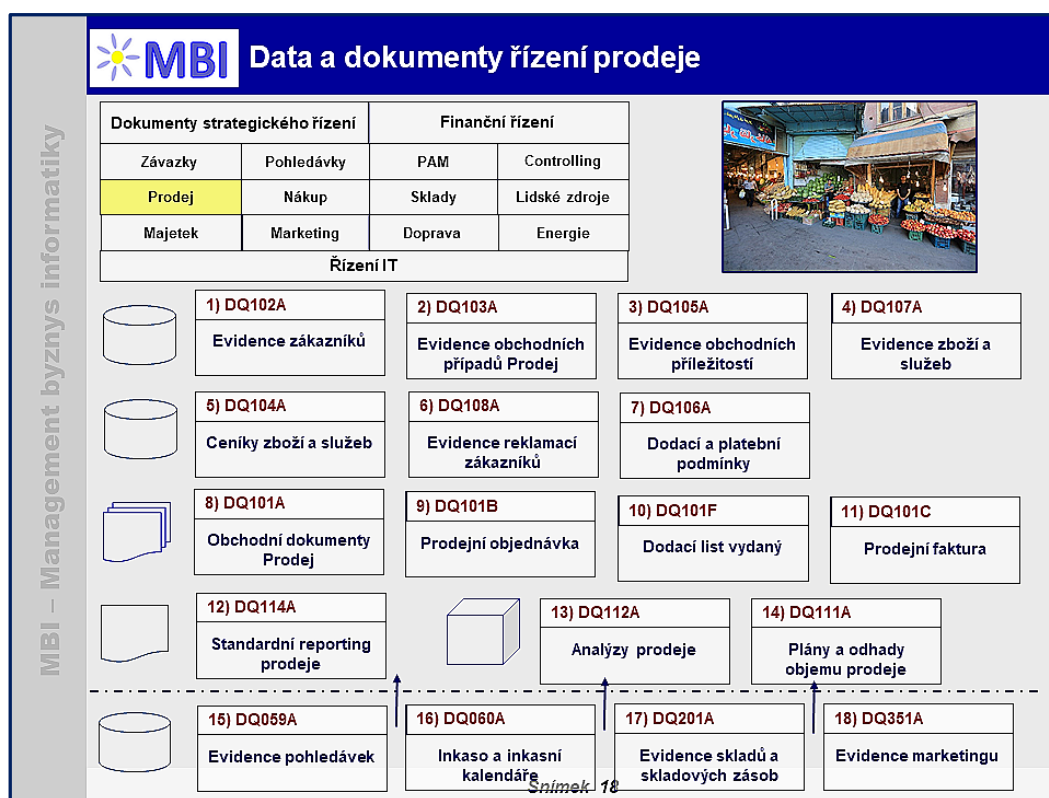 MBI
Data a dokumenty řízení prodeje
MBI – Management byznys informatiky
Dokumenty strategického řízení
Finanční řízení
Závazky
Pohledávky
PAM
Controlling
Prodej
Nákup
Sklady
Lidské zdroje
Majetek
Marketing
Doprava
Energie
Řízení IT
1) DQ102A
Evidence zákazníků
2) DQ103A
Evidence obchodních
případů Prodej
3) DQ105A
Evidence obchodních
příležitostí
4) DQ107A
Evidence zboží a
služeb
5) DQ104A
Ceníky zboží a služeb
6) DQ108A
Evidence reklamací
zákazníků
7) DQ106A
Dodací a platební
podmínky
8) DQ101A
Obchodní dokumenty
Prodej
9) DQ101B
Prodejní objednávka
10) DQ101F
Dodací list vydaný
11) DQ101C
Prodejní faktura
12) DQ114A
Standardní reporting
prodeje
13) DQ112A
Analýzy prodeje
14) DQ111A
Plány a odhady
objemu prodeje
15) DQ059A
Evidence pohledávek
16) DQ060A
Inkaso a inkasní
kalendáře
17) DQ201A
Evidence skladů a
skladových zásob
18) DQ351A
Evidence marketingu
Snímek 18